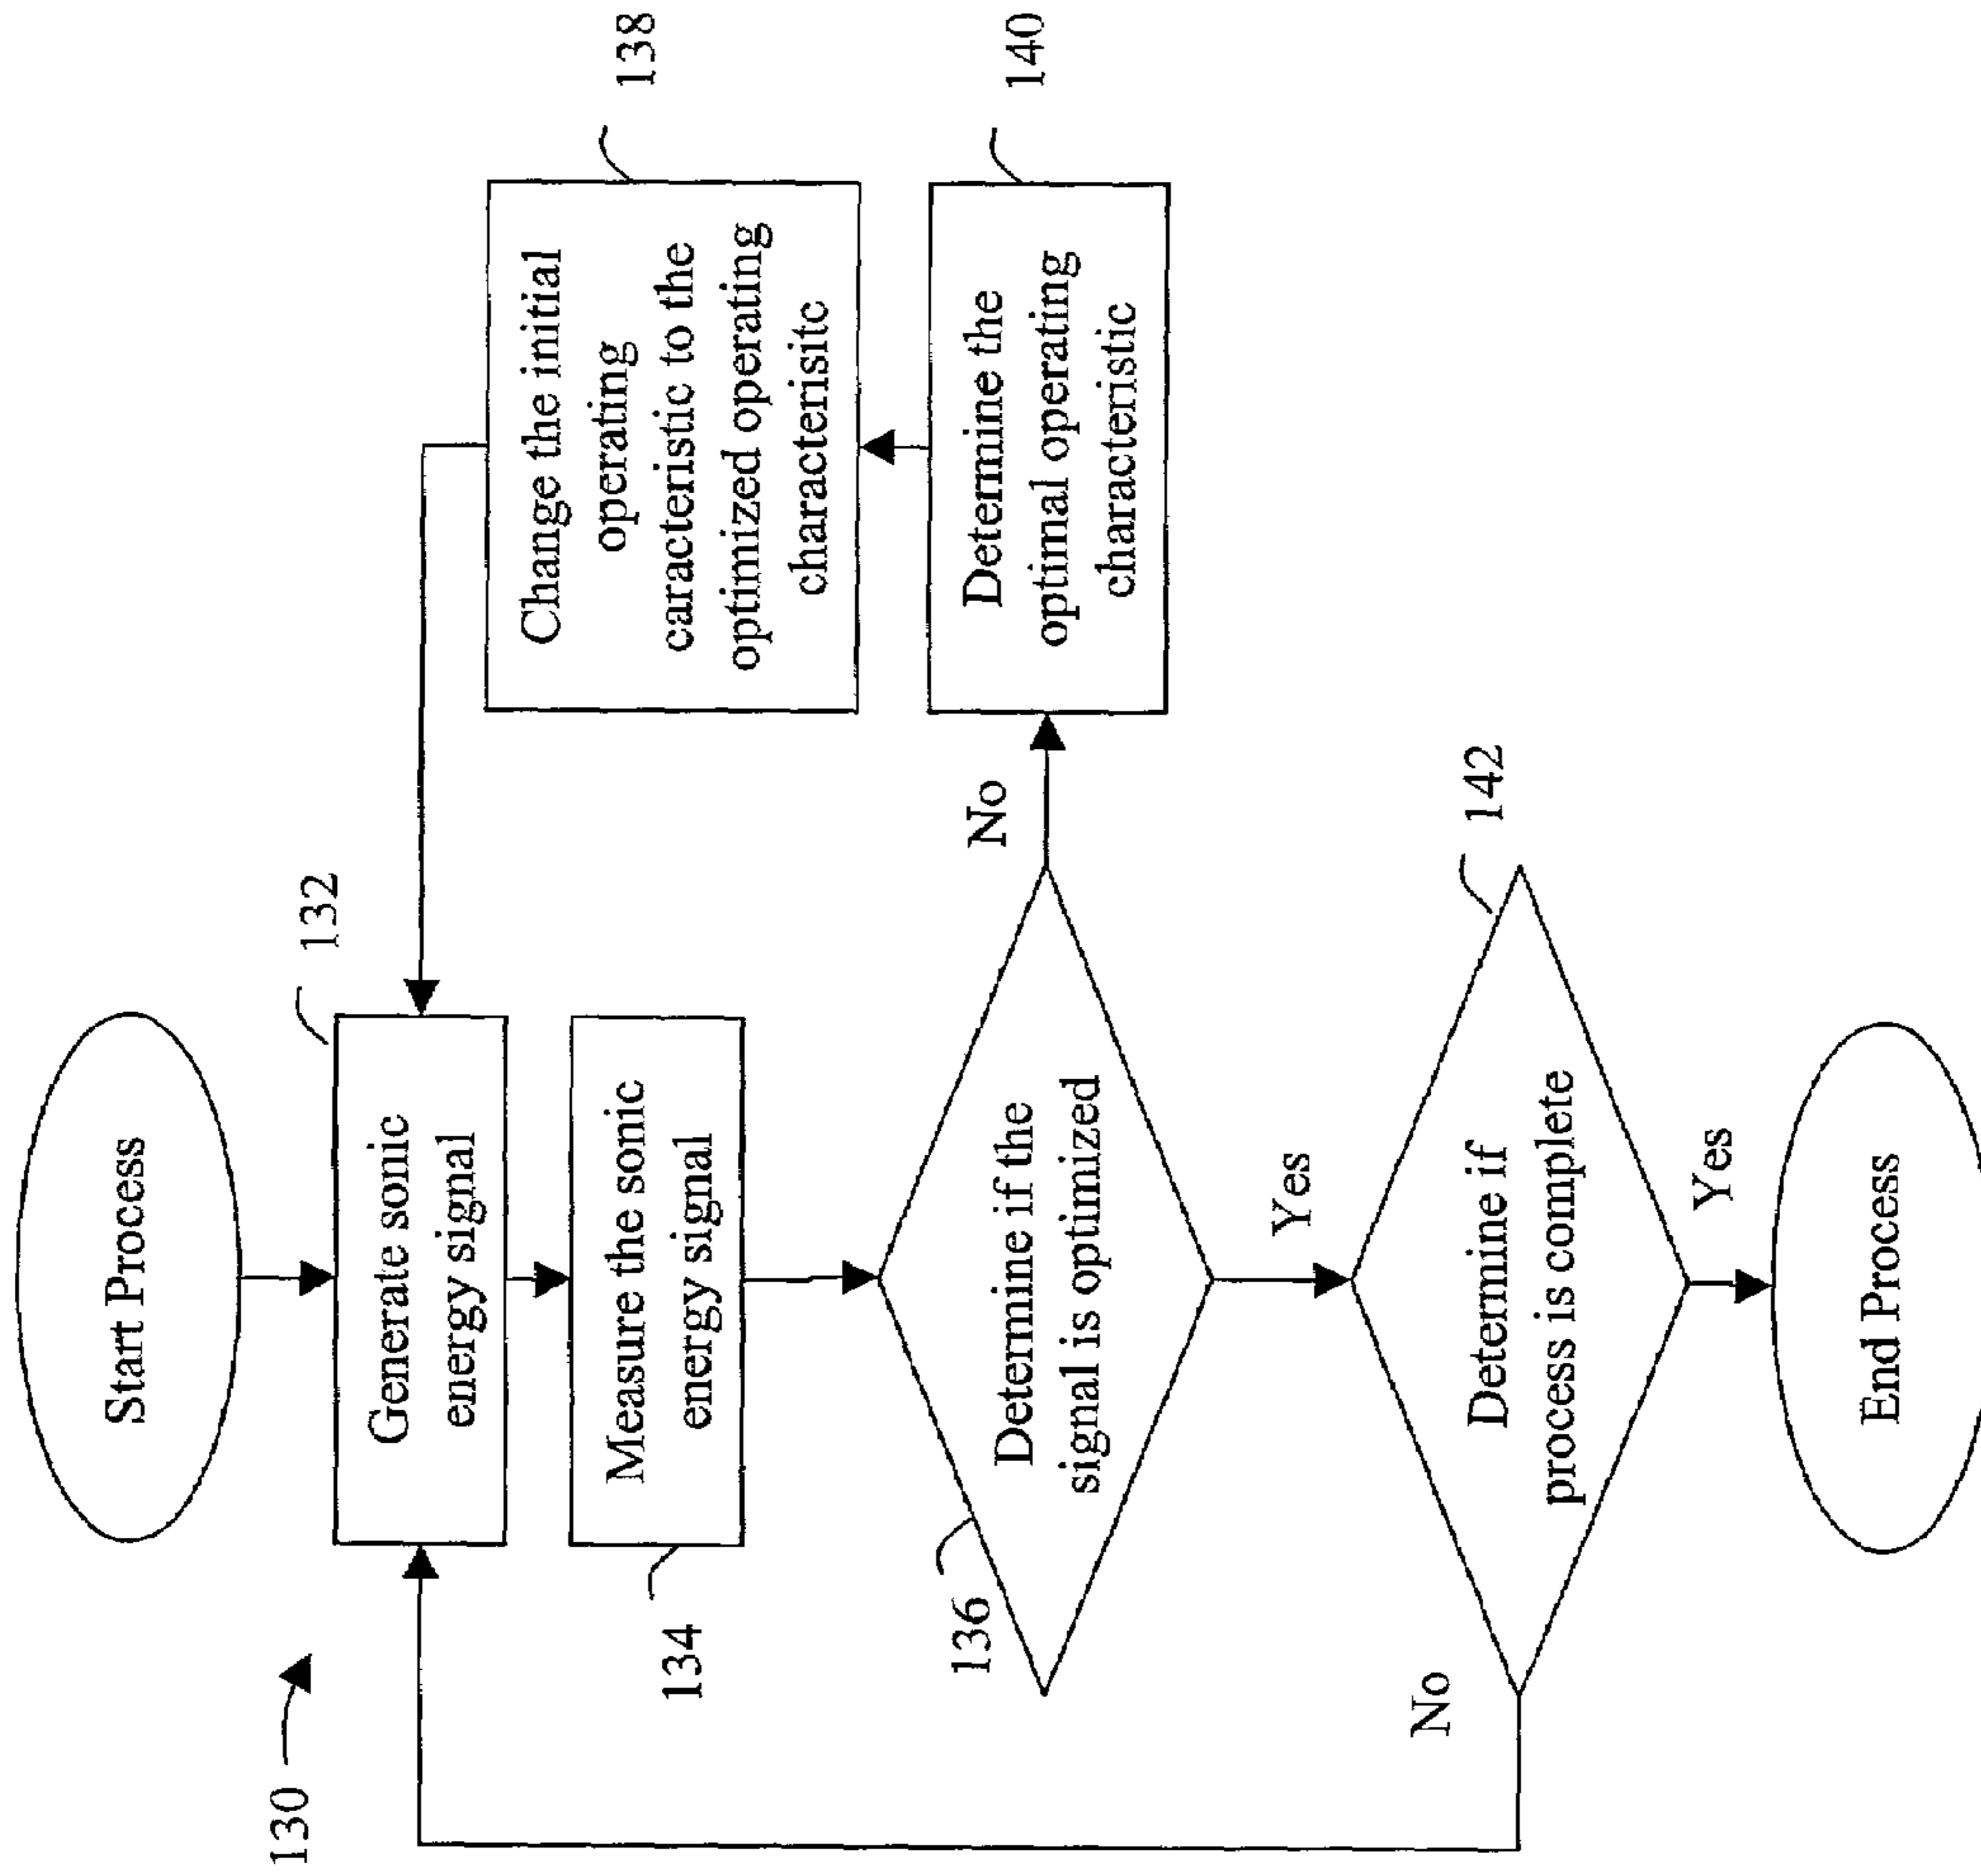 130
Start Process
132
Generate sonic
energy signal
134
Measure the sonic
energy signal
136
Determine if the
signal is optimized
No
Yes
138
Change the initial
operating
caracteristic to the
optimized operating
characterisitc
140
Determine the
optimal operating
characteristic
142
Determine if
process is complete
No
Yes
End Process